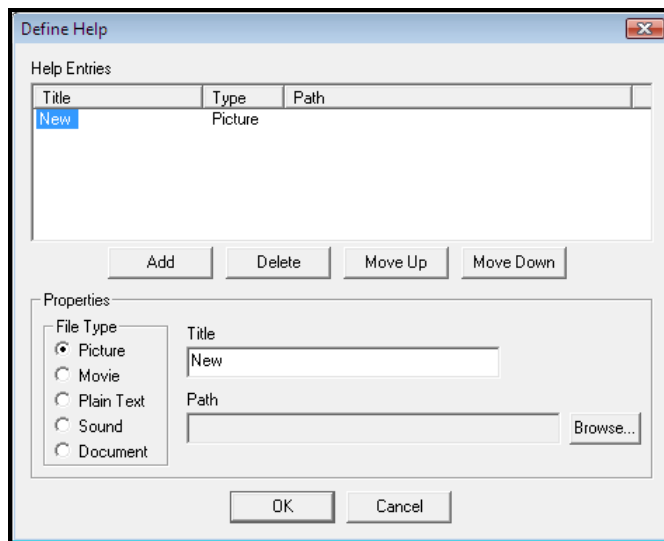 Define Help
Help Entries
Title Type Path
New Picture
Add Delete Move Up Move Down
Properties
File Type
Picture
Movie
Plain Text
Sound
Document
Title
New
Path
Browse...
OK Cancel